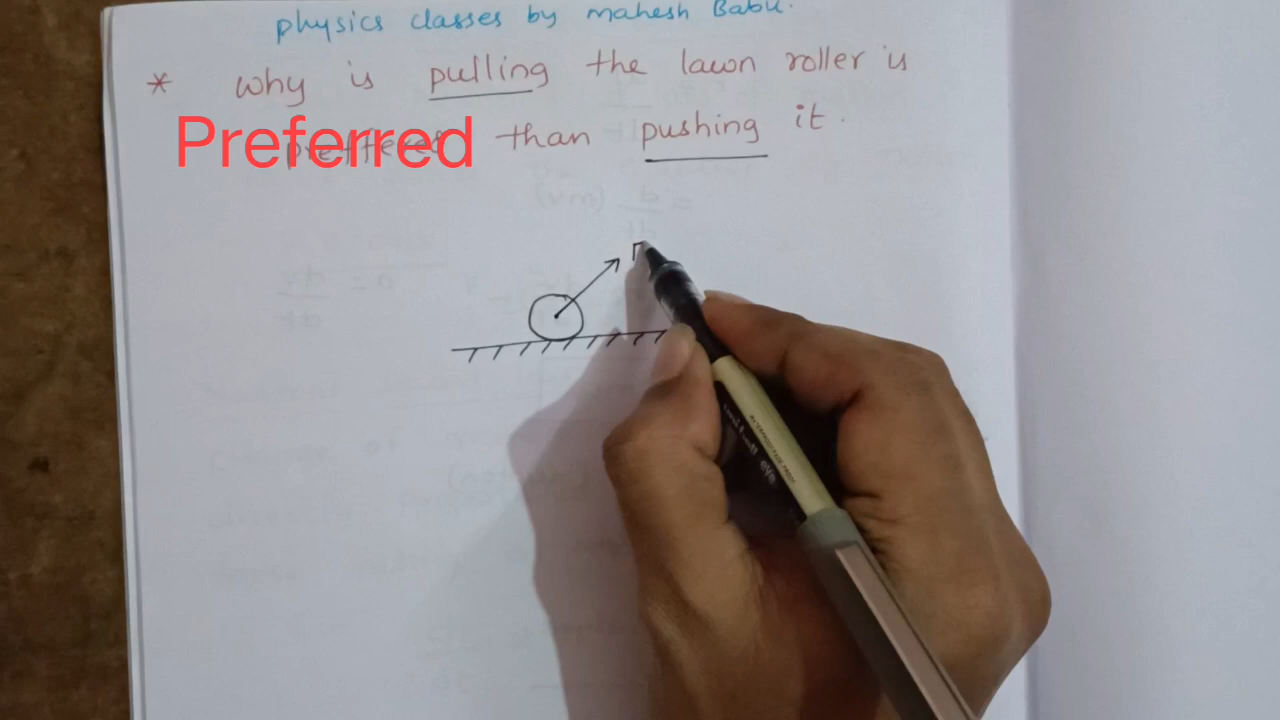 physics classes by mahesh Babu.
* why is pulling the lawn roller is
Preferred than pushing it.